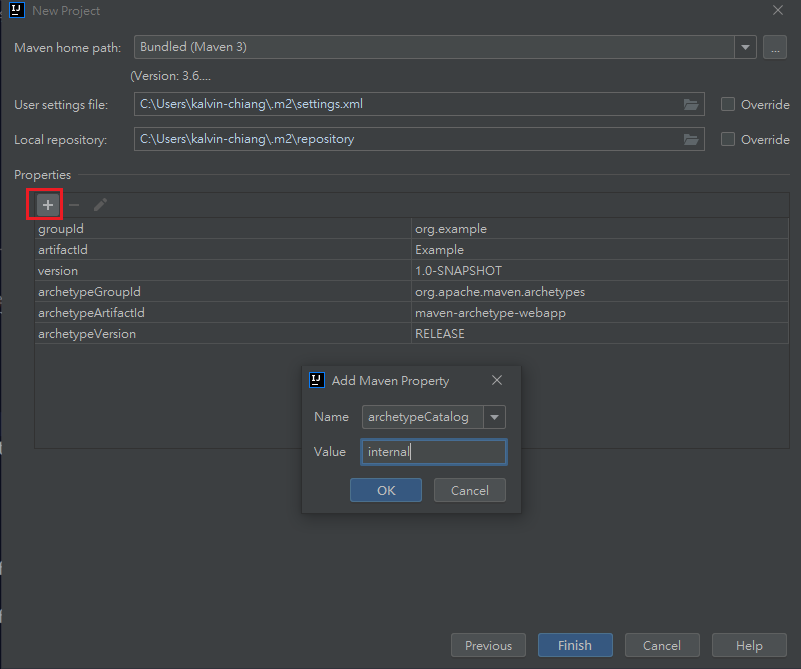 New Project
Maven home path: Bundled (Maven 3) ...
(Version: 3.6....
User settings file: C:\Users\kalvin-chiang\.m2\settings.xml Override
Local repository: C:\Users\kalvin-chiang\.m2\repository Override
Properties
groupId org.example
artifactId Example
version 1.0-SNAPSHOT
archetypeGroupId org.apache.maven.archetypes
archetypeArtifactId maven-archetype-webapp
archetypeVersion RELEASE
IJ Add Maven Property
Name archetypeCatalog
Value internal
OK Cancel
Previous Finish Cancel Help